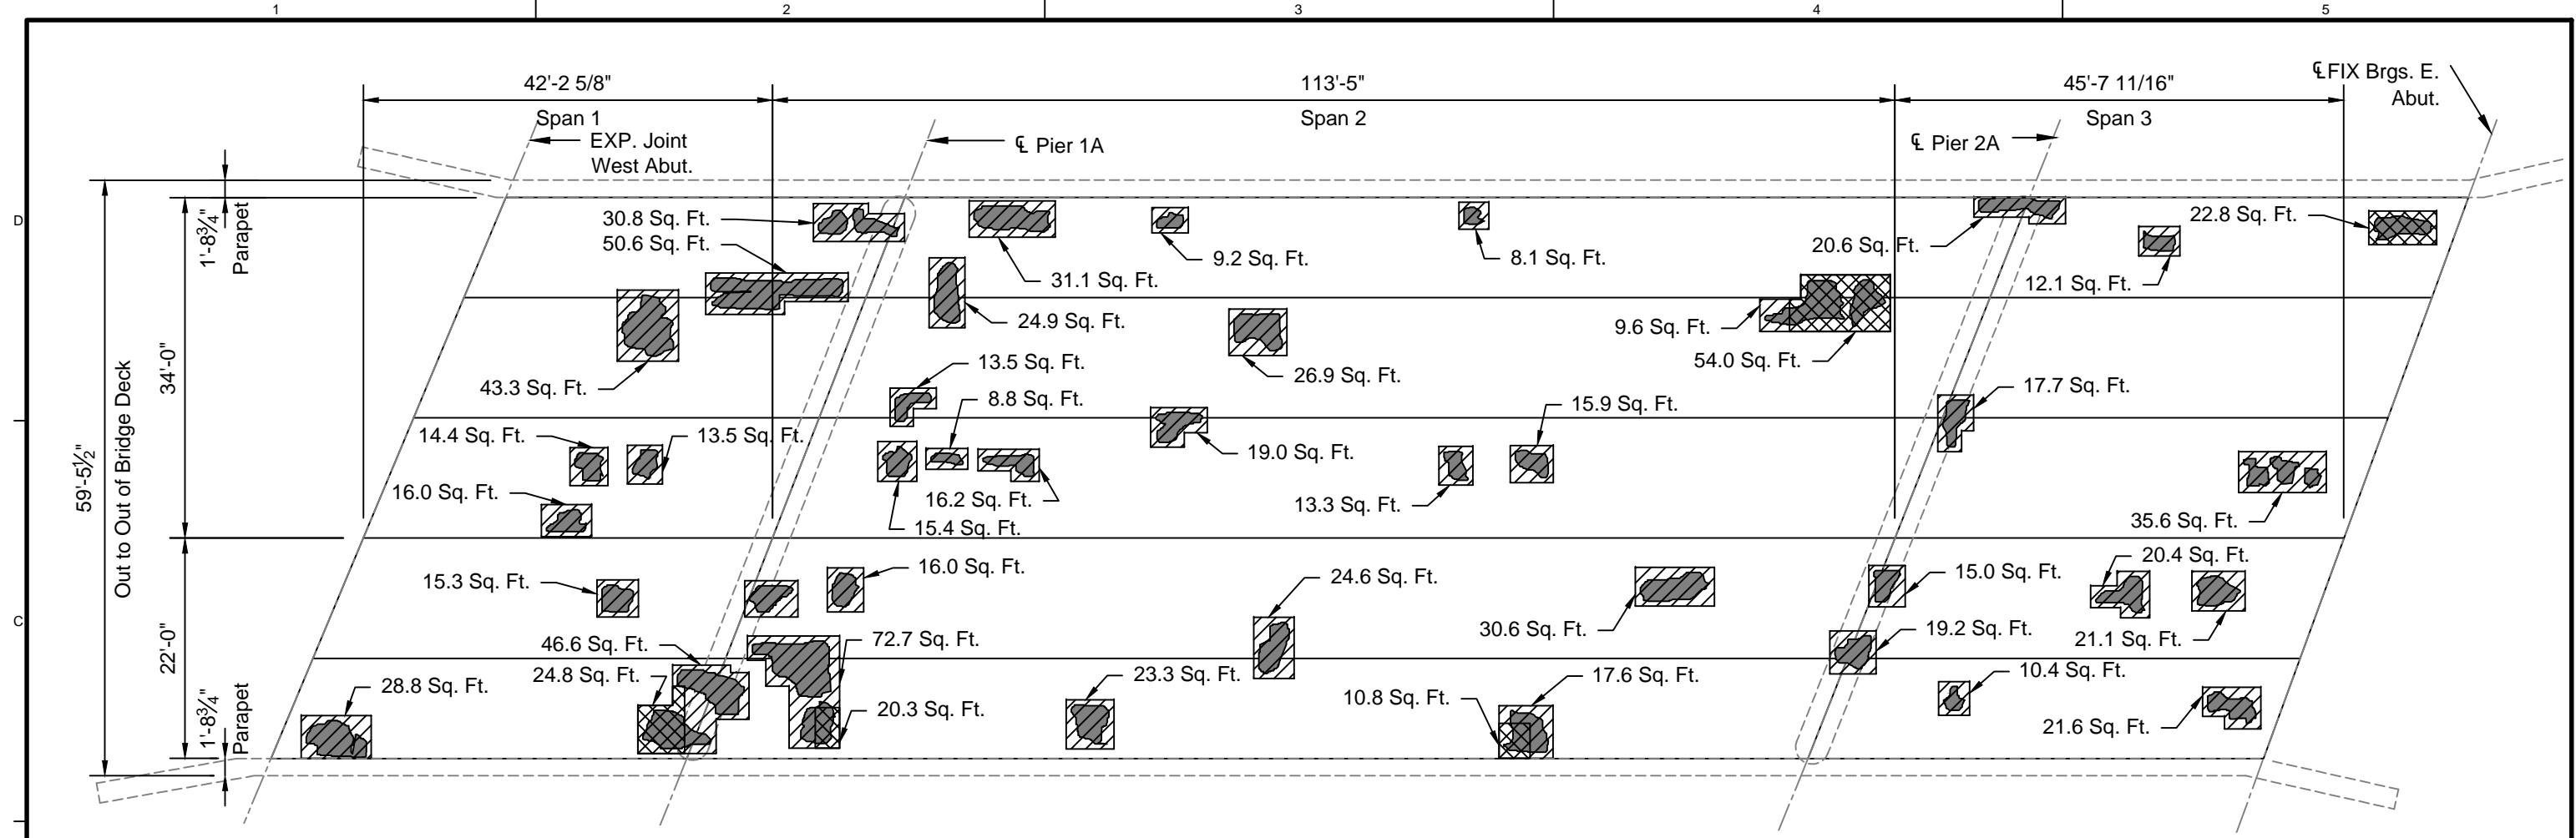 1 2 3 4 5
42'-2 5/8" 113'-5" 45'-7 11/16" ℄ FIX Brgs. E.
Abut.
Span 1 Span 2 Span 3
EXP. Joint
West Abut.
℄ Pier 1A
℄ Pier 2A
D
1'-8¾"
Parapet
30.8 Sq. Ft.
50.6 Sq. Ft.
9.2 Sq. Ft.
31.1 Sq. Ft.
8.1 Sq. Ft.
20.6 Sq. Ft.
22.8 Sq. Ft.
12.1 Sq. Ft.
24.9 Sq. Ft.
9.6 Sq. Ft.
54.0 Sq. Ft.
43.3 Sq. Ft.
13.5 Sq. Ft.
26.9 Sq. Ft.
8.8 Sq. Ft.
15.9 Sq. Ft.
17.7 Sq. Ft.
34'-0"
59'-5½"
Out to Out of Bridge Deck
14.4 Sq. Ft.
13.5 Sq. Ft.
19.0 Sq. Ft.
16.0 Sq. Ft.
16.2 Sq. Ft.
15.4 Sq. Ft.
13.3 Sq. Ft.
35.6 Sq. Ft.
C
22'-0"
15.3 Sq. Ft.
16.0 Sq. Ft.
24.6 Sq. Ft.
15.0 Sq. Ft.
20.4 Sq. Ft.
30.6 Sq. Ft.
19.2 Sq. Ft.
21.1 Sq. Ft.
46.6 Sq. Ft.
72.7 Sq. Ft.
24.8 Sq. Ft.
28.8 Sq. Ft.
23.3 Sq. Ft.
17.6 Sq. Ft.
10.4 Sq. Ft.
10.8 Sq. Ft.
20.3 Sq. Ft.
21.6 Sq. Ft.
1'-8¾"
Parapet